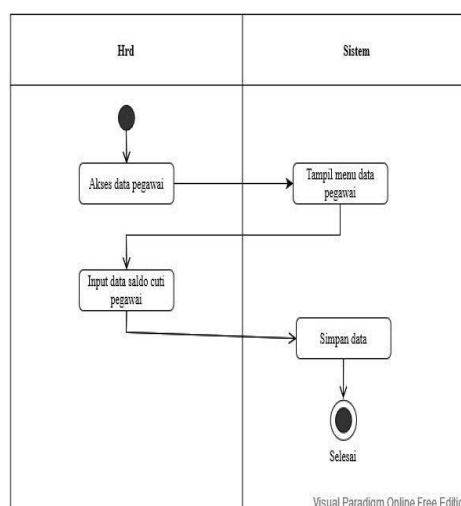 Hrd
Sistem
Akses data pegawai
Tampil menu data
pegawai
Input data saldo cuti
pegawai
Simpan data
Selesai
Visual Paradigm Online Free Editio